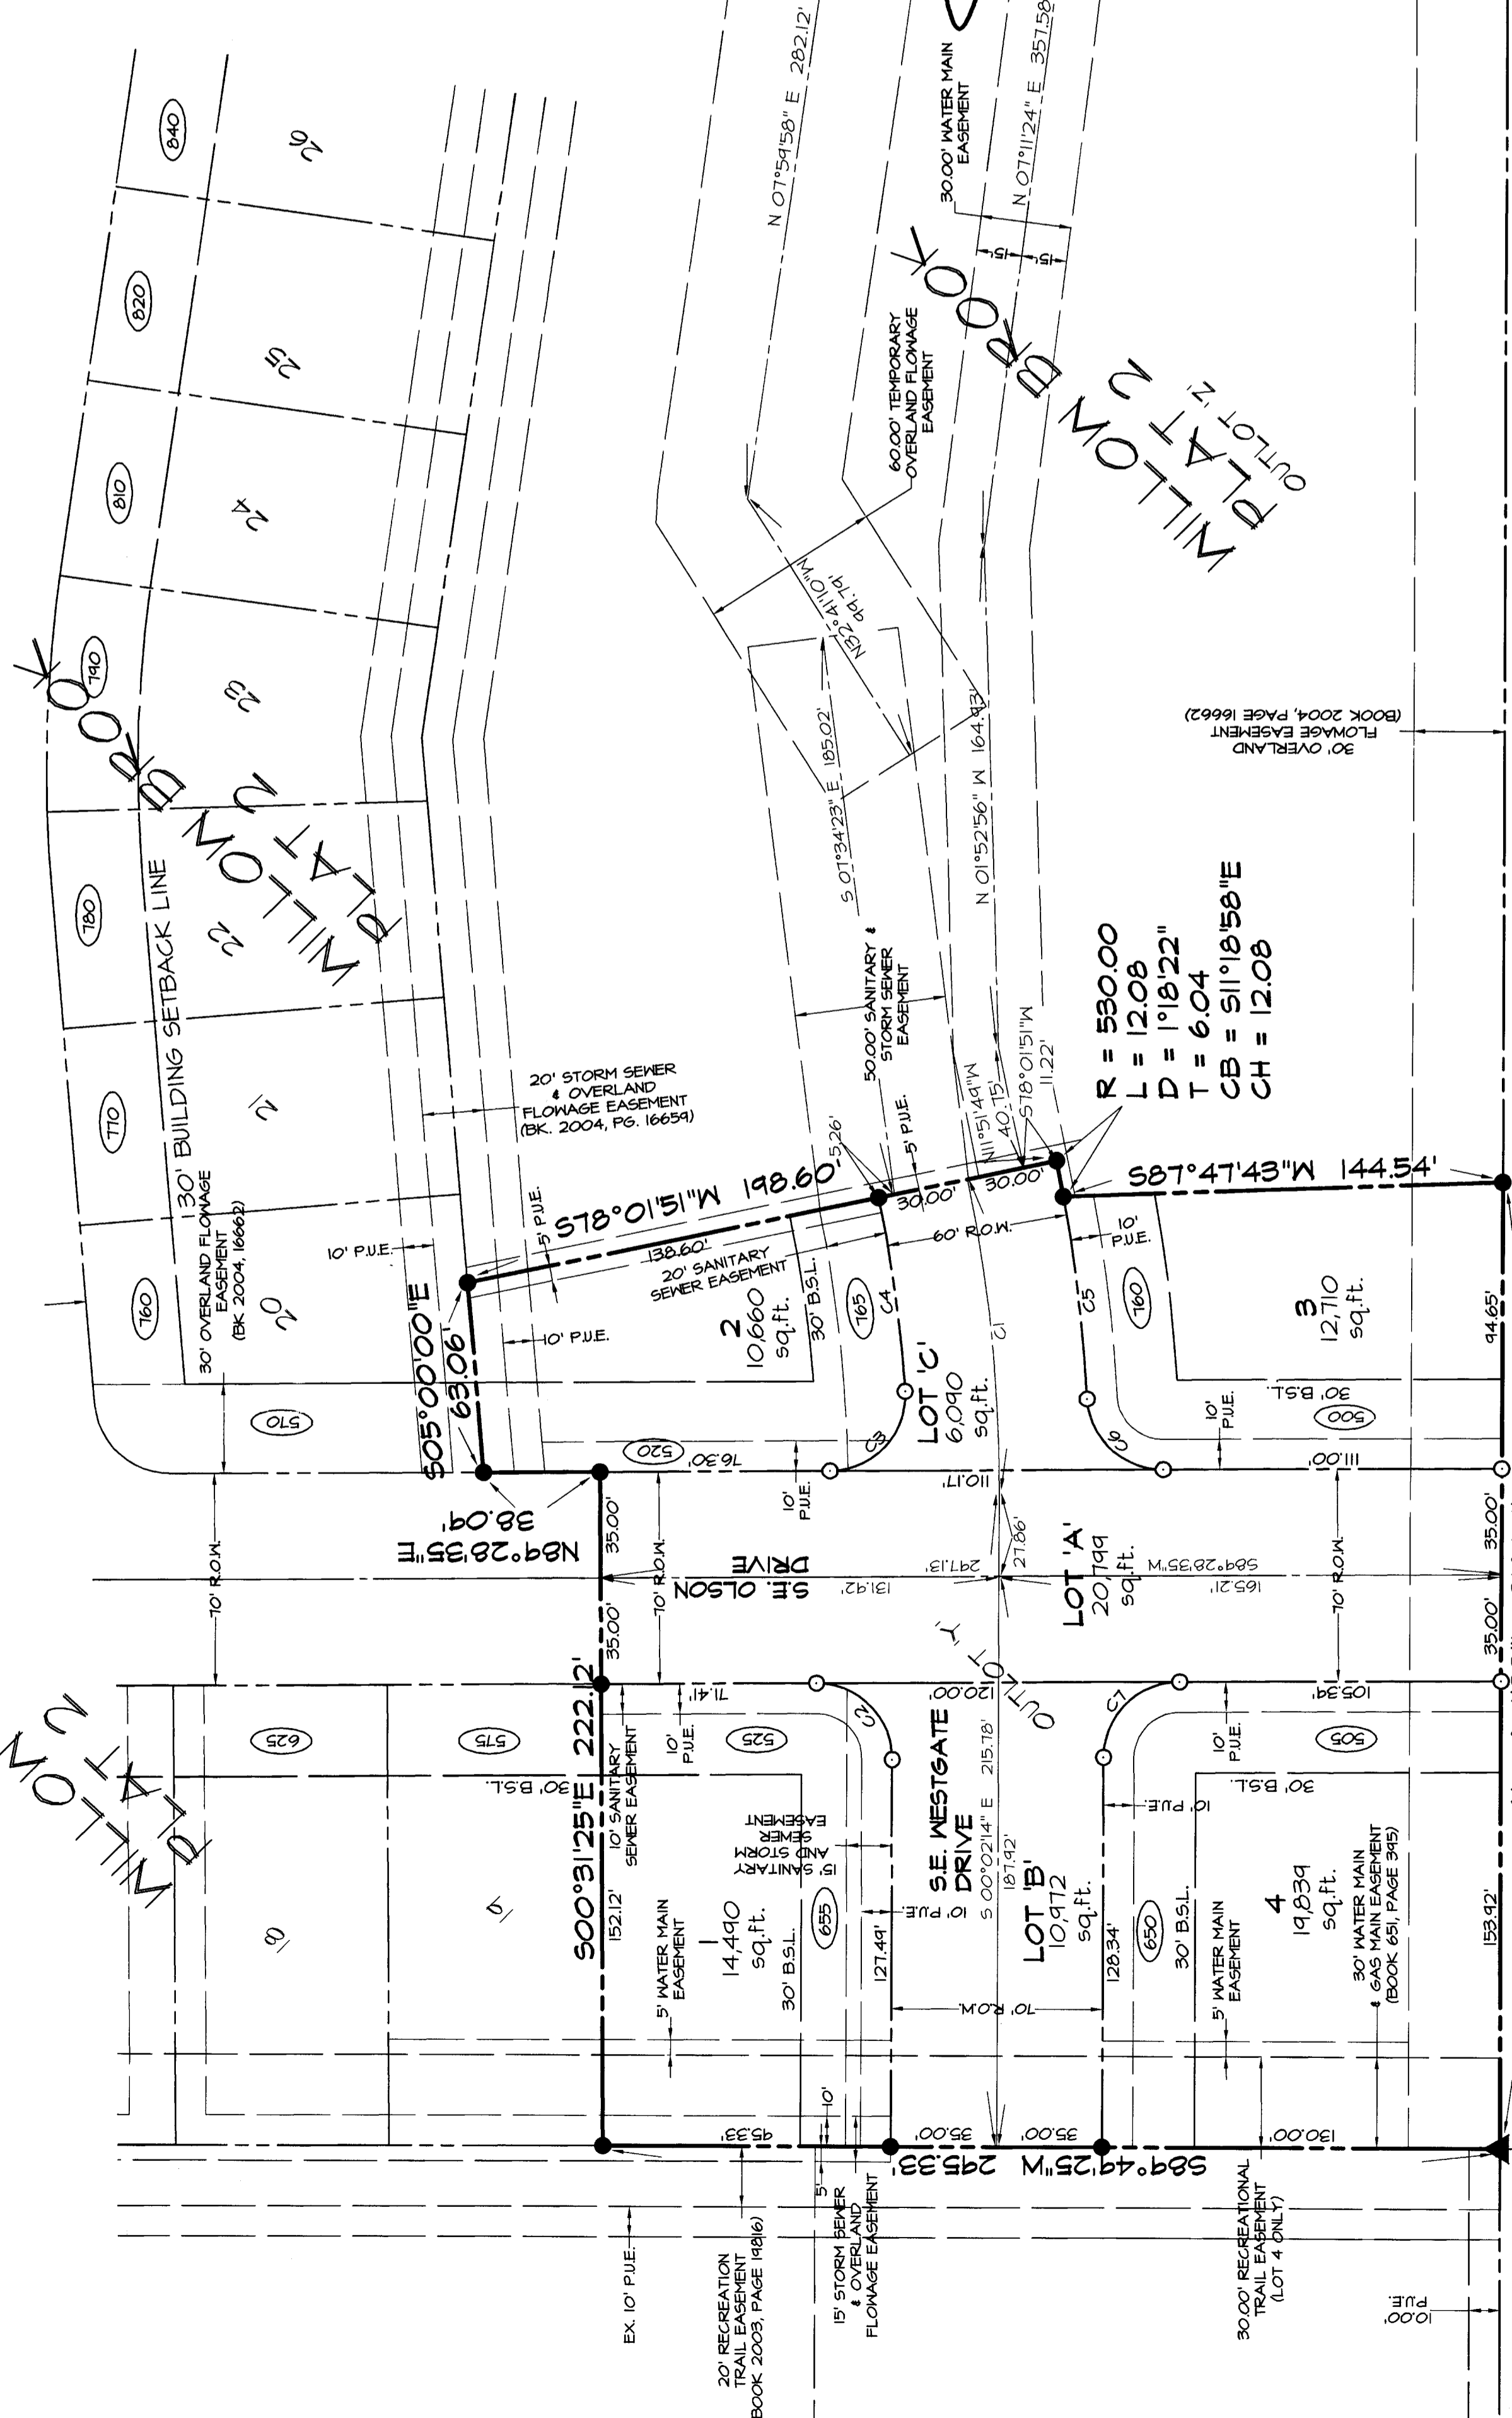 840
26
820
25
810
24
790
23
780
22
770
21
760
20
570
WILLOW BROOK
PLAT 2
30' BUILDING SETBACK LINE
30' OVERLAND FLOWAGE
EASEMENT
(BK 2004, 16662)
N 07°59'58" E 282.12'
30.00' WATER MAIN
EASEMENT
N 07°11'24" E 357.58
15'
15'
60.00' TEMPORARY
OVERLAND FLOWAGE
EASEMENT
WILLOW BROOK
PLAT 2
OUTLOT 'Z'
N32°41'10"W
99.79'
S 07°34'23" E 185.02'
N 01°52'56" W 164.93'
30' OVERLAND
FLOWAGE EASEMENT
(BOOK 2004, PAGE 16662)
50.00' SANITARY &
STORM SEWER
EASEMENT
R = 530.00
L = 12.08
D = 1°18'22"
T = 6.04
CB = S11°18'58"E
CH = 12.08
20' STORM SEWER
& OVERLAND
FLOWAGE EASEMENT
(BK. 2004, PG. 16659)
N11°51'49"W
40.75'
S78°01'51"W
11.22'
5' P.U.E.
5.26'
S78°01'51"W 198.60'
30.00'
30.00'
S87°47'43"W 144.54'
10' P.U.E.
5' P.U.E.
138.60'
20' SANITARY
SEWER EASEMENT
60' R.O.W.
10'
P.U.E.
S05°00'00"E
63.06'
10' P.U.E.
2
10,660
sq.ft.
30' B.S.L.
765
C4
C1
C5
760
3
12,710
sq.ft.
94.65'
LOT 'C'
6,090
sq.ft.
C3
C6
10'
P.U.E.
30' B.S.L.
500
520
76.30'
10'
P.U.E.
110.17'
111.00'
N89°28'35"E
38.09'
35.00'
70' R.O.W.
70' R.O.W.
S.E. OLSON
DRIVE
131.92'
297.13'
27.86'
LOT 'A'
20,799
sq.ft.
S89°28'35"W
165.21'
70' R.O.W.
35.00'
35.00'
35.00'
OUTLOT 'Y'
WILLOW
PLAT 2
625
575
18
19
30' B.S.L.
S00°31'25"E 222.12'
152.12'
10' SANITARY
SEWER EASEMENT
71.41'
10'
P.U.E.
525
C2
120.00'
C7
105.34'
10'
P.U.E.
505
30' B.S.L.
15' SANITARY
AND STORM
SEWER
EASEMENT
S.E. WESTGATE
DRIVE
S 00°02'14" E 215.78'
187.92'
10' P.U.E.
10' P.U.E.
5' WATER MAIN
EASEMENT
1
14,490
sq.ft.
30' B.S.L.
655
127.49'
LOT 'B'
10,972
sq.ft.
128.34'
650
30' B.S.L.
5' WATER MAIN
EASEMENT
4
19,839
sq.ft.
30' WATER MAIN
& GAS MAIN EASEMENT
(BOOK 651, PAGE 395)
153.92'
70' R.O.W.
10'
95.33'
35.00'
35.00'
130.00'
S89°49'25"W 295.33'
5'
EX. 10' P.U.E.
20' RECREATION
TRAIL EASEMENT
BOOK 2003, PAGE 19816)
15' STORM SEWER
& OVERLAND
FLOWAGE EASEMENT
30.00' RECREATIONAL
TRAIL EASEMENT
(LOT 4 ONLY)
10.00'
P.U.E.